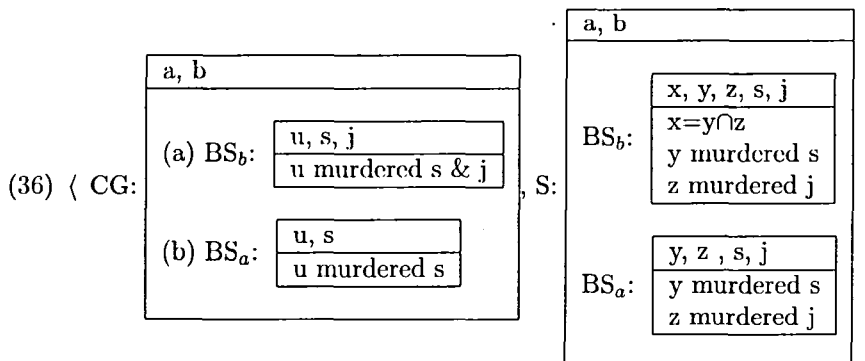 (36) ⟨ CG:
a, b
(a) BS_b:
u, s, j
u murdered s & j
(b) BS_a:
u, s
u murdered s
, S:
a, b
BS_b:
x, y, z, s, j
x=y∩z
y murdered s
z murdered j
BS_a:
y, z , s, j
y murdered s
z murdered j